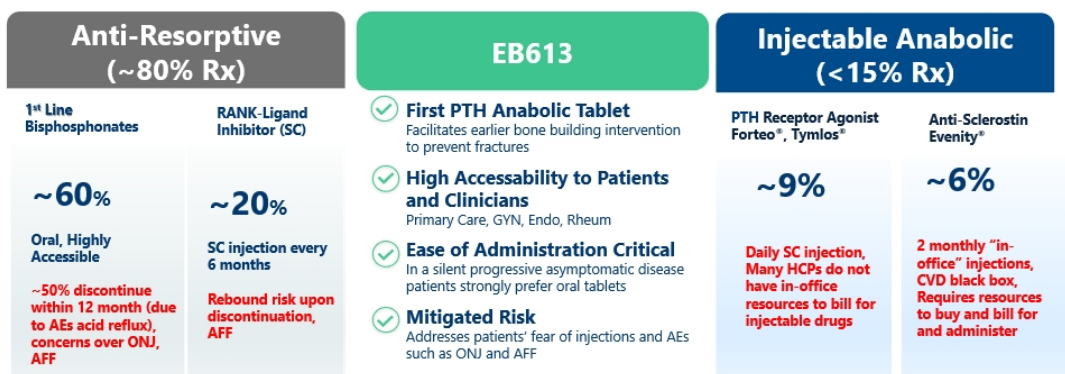 Anti-Resorptive
(~80% Rx)
1st Line
Bisphosphonates
~60%
Oral, Highly
Accessible
~50% discontinue
within 12 month (due
to AEs acid reflux),
concerns over ONJ,
AFF
RANK-Ligand
Inhibitor (SC)
~20%
SC injection every
6 months
Rebound risk upon
discontinuation,
AFF
EB613
First PTH Anabolic Tablet
Facilitates earlier bone building intervention
to prevent fractures
High Accessability to Patients
and Clinicians
Primary Care, GYN, Endo, Rheum
Ease of Administration Critical
In a silent progressive asymptomatic disease
patients strongly prefer oral tablets
Mitigated Risk
Addresses patients' fear of injections and AEs
such as ONJ and AFF
Injectable Anabolic
(<15% Rx)
PTH Receptor Agonist
Forteo®, Tymlos®
~9%
Daily SC injection,
Many HCPs do not
have in-office
resources to bill for
injectable drugs
Anti-Sclerostin
Evenity®
~6%
2 monthly "in-
office" injections,
CVD black box,
Requires resources
to buy and bill for
and administer